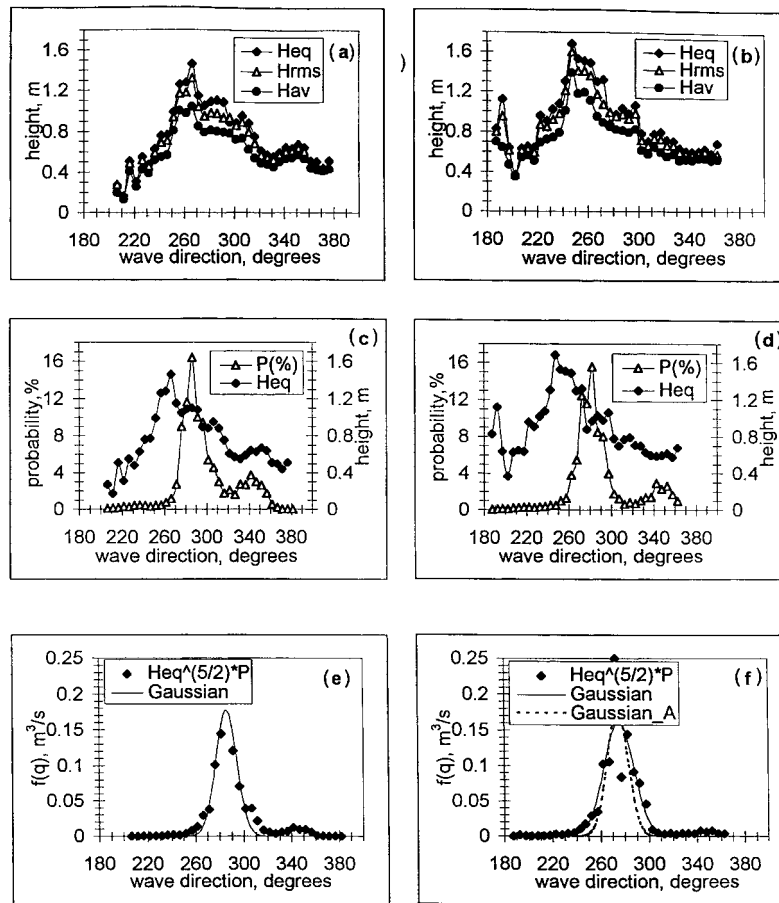 (a)
Heq
Hrms
Hav
height, m
1.6
1.2
0.8
0.4
0
180 220 260 300 340 380
wave direction, degrees
)
(b)
Heq
Hrms
Hav
height, m
1.6
1.2
0.8
0.4
0
180 220 260 300 340 380
wave direction, degrees
(c)
P(%)
Heq
probability, %
16
12
8
4
0
1.6
1.2
0.8
0.4
0
height, m
180 220 260 300 340 380
wave direction, degrees
(d)
P(%)
Heq
probability, %
16
12
8
4
0
1.6
1.2
0.8
0.4
0
height, m
180 220 260 300 340 380
wave direction, degrees
(e)
Heq^(5/2)*P
Gaussian
f(q), m³/s
0.25
0.2
0.15
0.1
0.05
0
180 220 260 300 340 380
wave direction, degrees
(f)
Heq^(5/2)*P
Gaussian
Gaussian_A
f(q), m³/s
0.25
0.2
0.15
0.1
0.05
0
180 220 260 300 340 380
wave direction, degrees